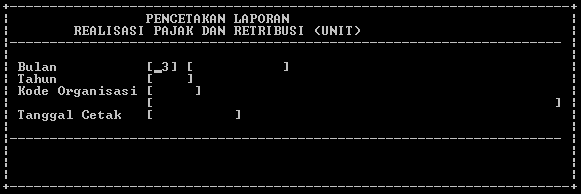 PENCETAKAN LAPORAN
REALISASI PAJAK DAN RETRIBUSI (UNIT)
Bulan [_3] [ ]
Tahun [ ]
Kode Organisasi [ ]
[ ]
Tanggal Cetak [ ]